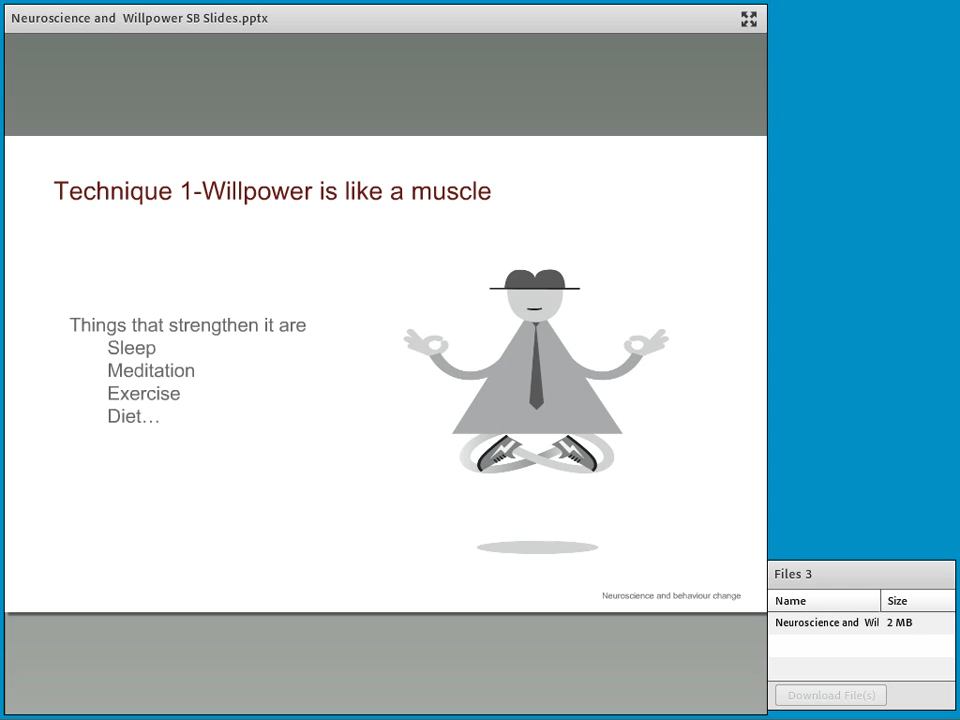 Neuroscience and  Willpower SB Slides.pptx
Technique 1-Willpower is like a muscle
Things that strengthen it are
Sleep
Meditation
Exercise
Diet…
Neuroscience and behaviour change
Files 3
Name Size
Neuroscience and  Wil 2 MB
Download File(s)